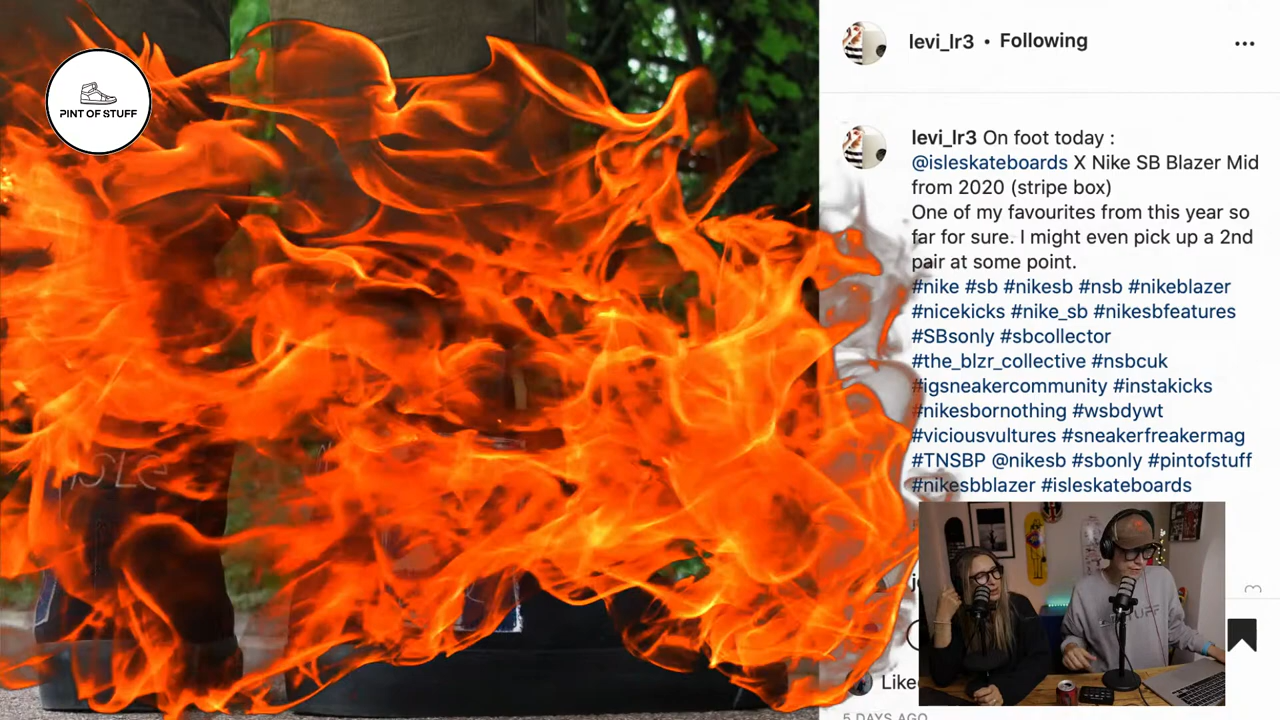 PINT OF STUFF
levi_lr3 • Following
levi_lr3 On foot today :
@isleskateboards X Nike SB Blazer Mid
from 2020 (stripe box)
One of my favourites from this year so
far for sure. I might even pick up a 2nd
pair at some point.
#nike #sb #nikesb #nsb #nikeblazer
#nicekicks #nike_sb #nikesbfeatures
#SBsonly #sbcollector
#the_blzr_collective #nsbcuk
#igsneakercommunity #instakicks
#nikesbornothing #wsbdywt
#viciousvultures #sneakerfreakermag
#TNSBP @nikesb #sbonly #pintofstuff
#nikesbblazer #isleskateboards
ISLE
5 DAYS AGO